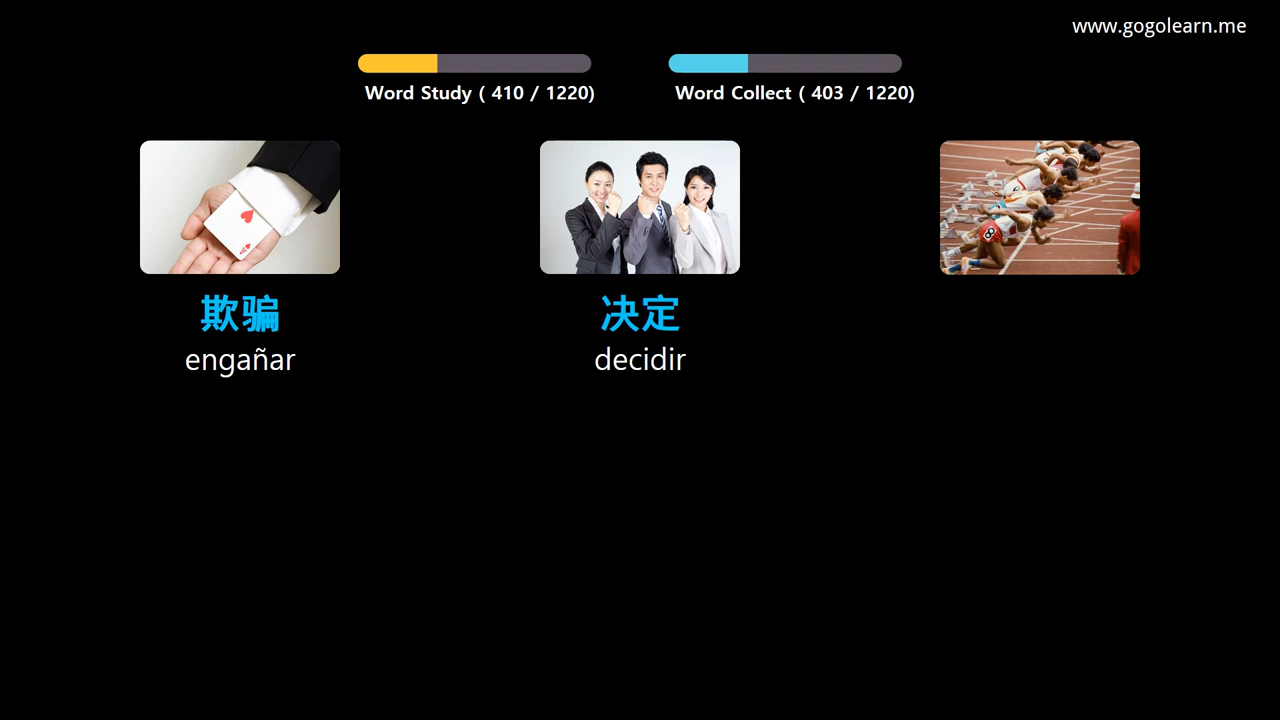 www.gogolearn.me
Word Study ( 410 / 1220)
Word Collect ( 403 / 1220)
欺骗
engañar
决定
decidir